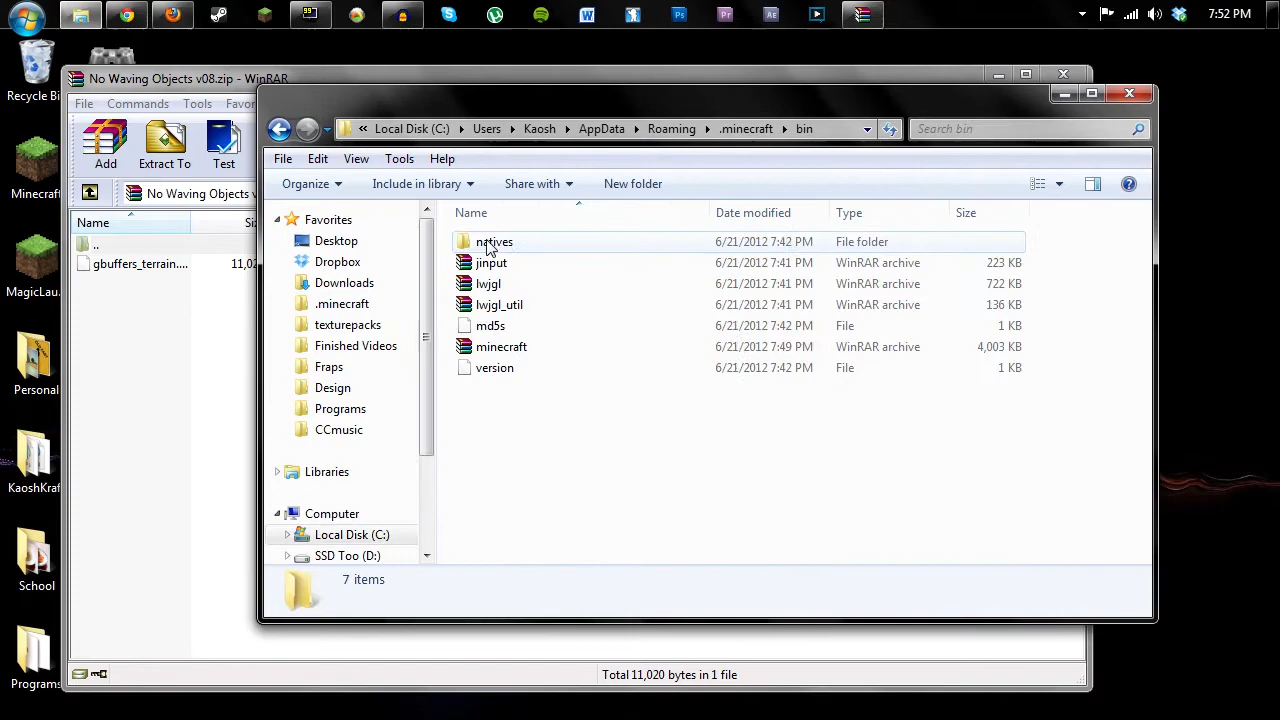 99
W
Ps
Pr
Ae
7:52 PM
Recycle Bi
No Waving Objects v08.zip - WinRAR
File Commands Tools Favor
Add
Extract To
Test
No Waving Objects v
Name
Si
..
gbuffers_terrain....
11,02
Minecraft
MagicLau
Personal
KaoshKraf
School
Programs
« Local Disk (C:) Users Kaosh AppData Roaming .minecraft bin
Search bin
File Edit View Tools Help
Organize Include in library Share with New folder
Favorites
Desktop
Dropbox
Downloads
.minecraft
texturepacks
Finished Videos
Fraps
Design
Programs
CCmusic
Libraries
Computer
Local Disk (C:)
SSD Too (D:)
Name Date modified Type Size
natives 6/21/2012 7:42 PM File folder
jinput 6/21/2012 7:41 PM WinRAR archive 223 KB
lwjgl 6/21/2012 7:41 PM WinRAR archive 722 KB
lwjgl_util 6/21/2012 7:41 PM WinRAR archive 136 KB
md5s 6/21/2012 7:42 PM File 1 KB
minecraft 6/21/2012 7:49 PM WinRAR archive 4,003 KB
version 6/21/2012 7:42 PM File 1 KB
7 items
Total 11,020 bytes in 1 file